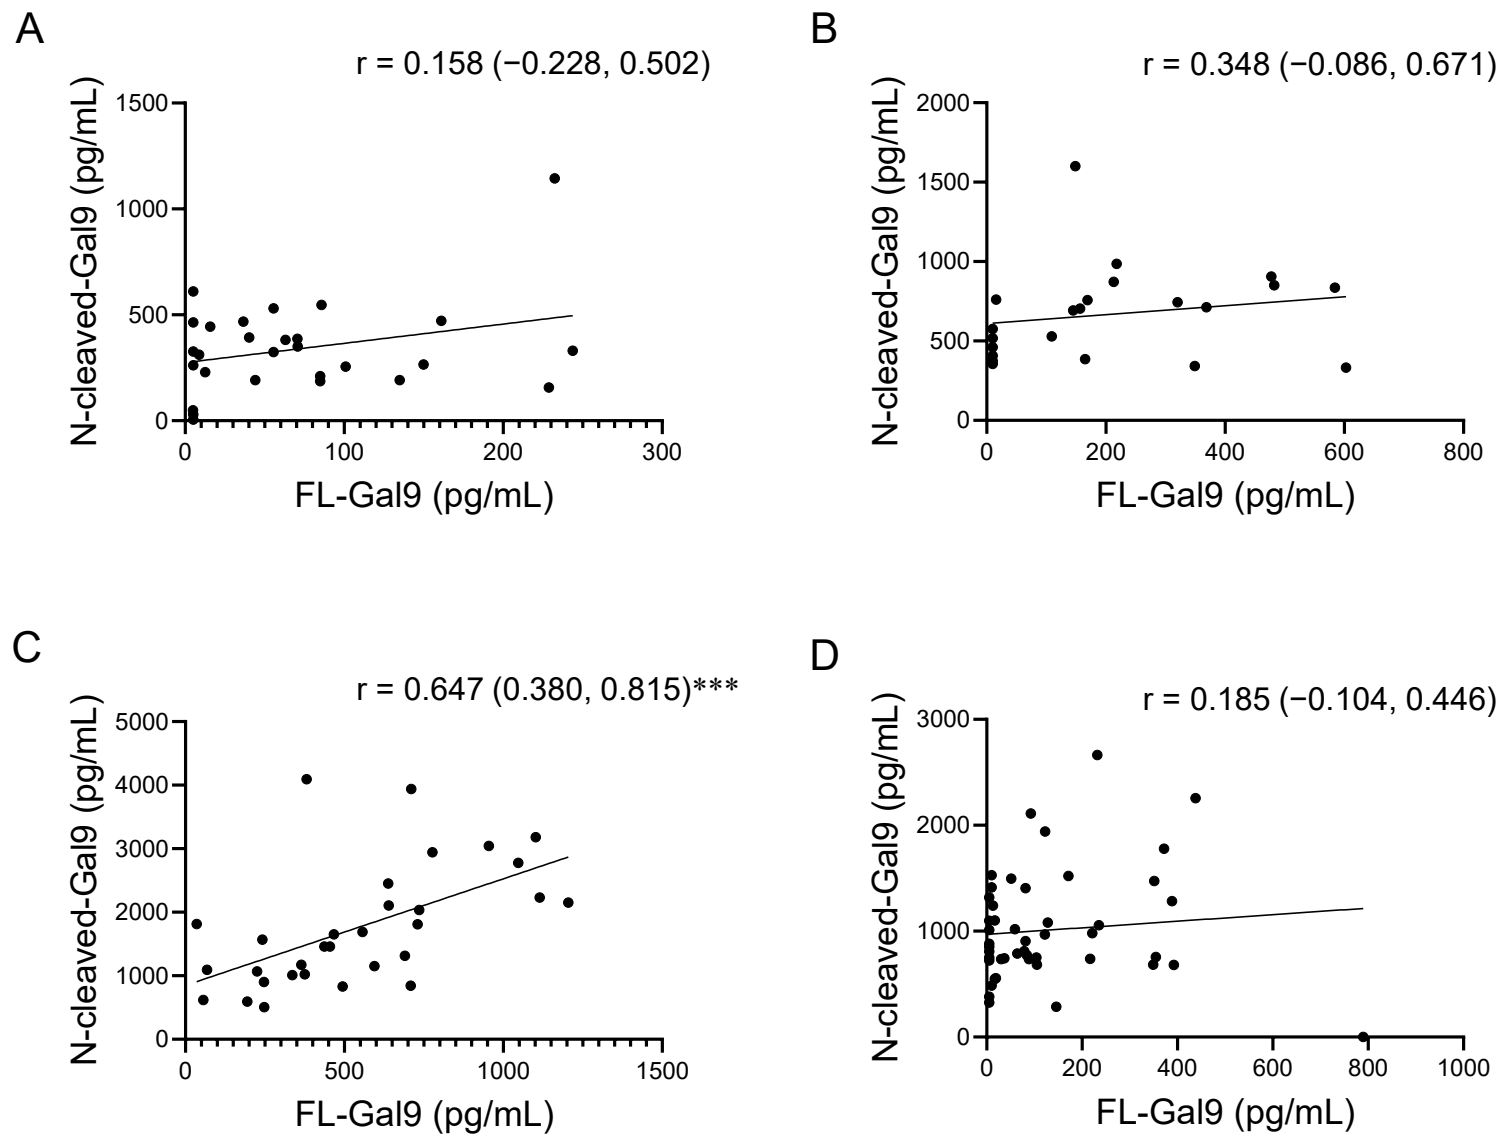 A
r = 0.158 (−0.228, 0.502)
N-cleaved-Gal9 (pg/mL)
1500
1000
500
0
0 100 200 300
FL-Gal9 (pg/mL)
B
r = 0.348 (−0.086, 0.671)
N-cleaved-Gal9 (pg/mL)
2000
1500
1000
500
0
0 200 400 600 800
FL-Gal9 (pg/mL)
C
r = 0.647 (0.380, 0.815)***
N-cleaved-Gal9 (pg/mL)
5000
4000
3000
2000
1000
0
0 500 1000 1500
FL-Gal9 (pg/mL)
D
r = 0.185 (−0.104, 0.446)
N-cleaved-Gal9 (pg/mL)
3000
2000
1000
0
0 200 400 600 800 1000
FL-Gal9 (pg/mL)